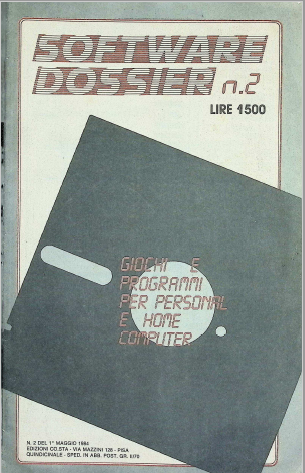 SOFTWARE
DOSSIER n.2
LIRE 1500
GIOCHI E
PROGRAMMI
PER PERSONAL
E HOME
COMPUTER
N. 2 DEL 1° MAGGIO 1984
EDIZIONI CO.STA - VIA MAZZINI 128 - PISA
QUINDICINALE - SPED. IN ABB. POST. GR. II/70